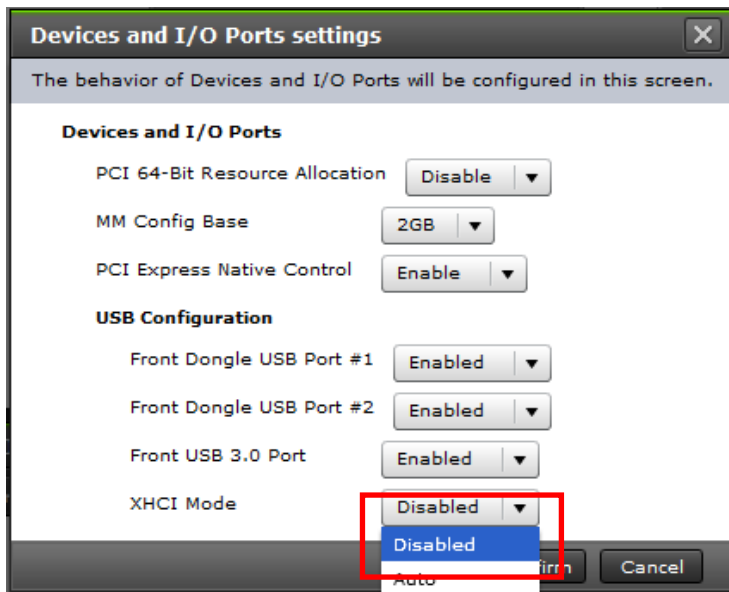 Devices and I/O Ports settings
The behavior of Devices and I/O Ports will be configured in this screen.
Devices and I/O Ports
PCI 64-Bit Resource Allocation Disable
MM Config Base 2GB
PCI Express Native Control Enable
USB Configuration
Front Dongle USB Port #1 Enabled
Front Dongle USB Port #2 Enabled
Front USB 3.0 Port Enabled
XHCI Mode Disabled
Disabled
Auto
Cancel